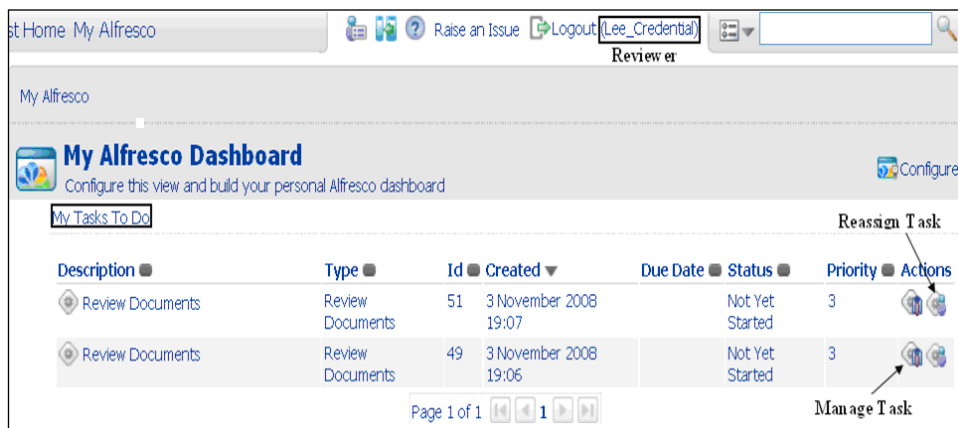 st Home My Alfresco Raise an Issue Logout (Lee_Credential)
Reviewer
My Alfresco
My Alfresco Dashboard
Configure this view and build your personal Alfresco dashboard
Configure
My Tasks To Do
Reassign Task
Description Type Id Created Due Date Status Priority Actions
Review Documents Review Documents 51 3 November 2008 19:07 Not Yet Started 3
Review Documents Review Documents 49 3 November 2008 19:06 Not Yet Started 3
Page 1 of 1 1
Manage Task